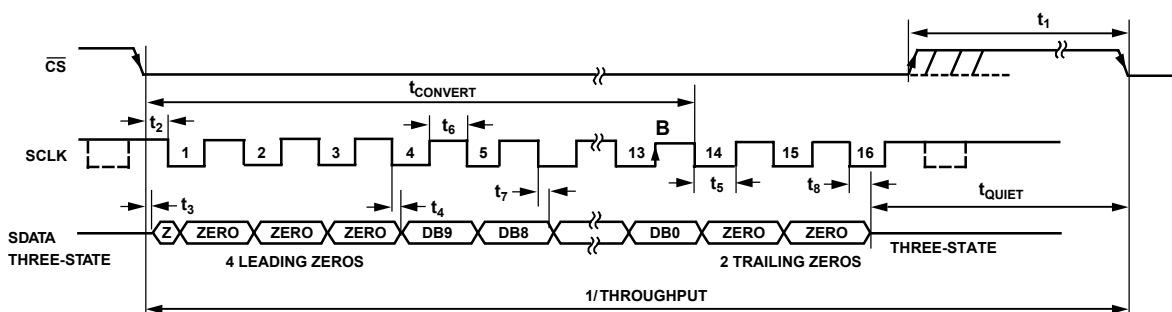 t1
CS
tCONVERT
t2
t6
B
SCLK
1 2 3 4 5 13 14 15 16
t7
t5
t8
t3
t4
tQUIET
SDATA
Z ZERO ZERO ZERO DB9 DB8 DB0 ZERO ZERO
THREE-STATE
4 LEADING ZEROS
2 TRAILING ZEROS
THREE-STATE
1/THROUGHPUT